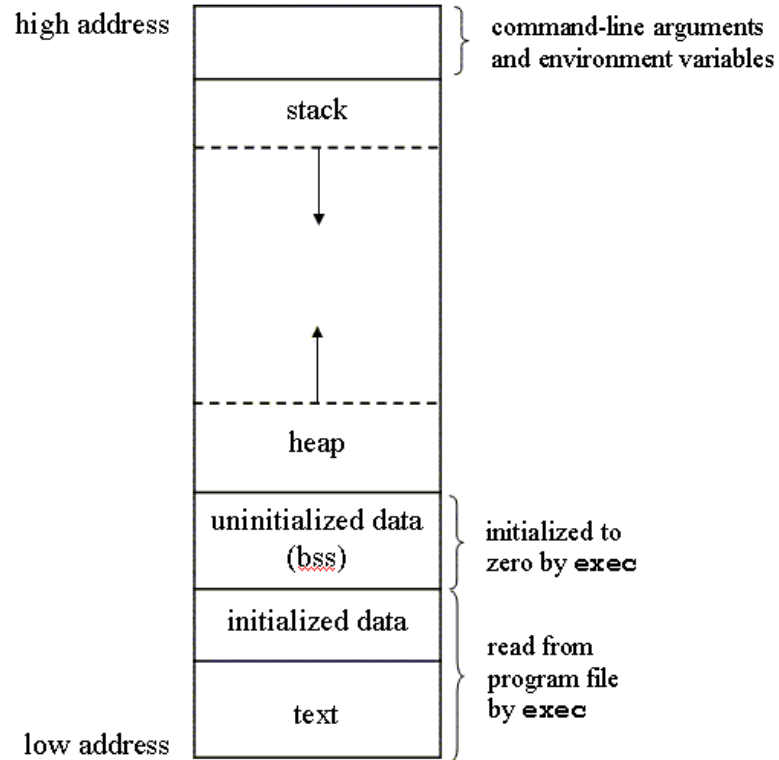 high address
command-line arguments
and environment variables
stack
heap
uninitialized data
(bss)
initialized to
zero by exec
initialized data
read from
program file
by exec
text
low address